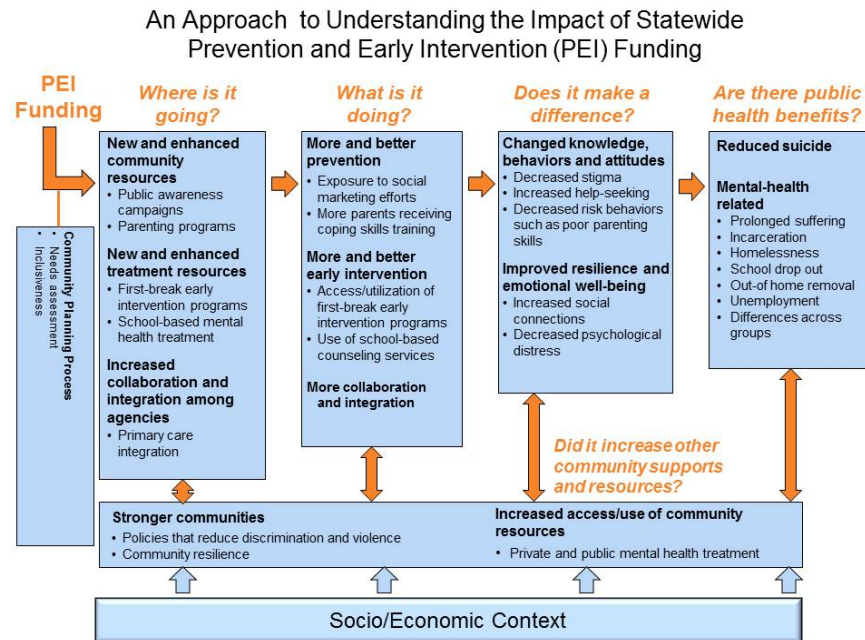 An Approach to Understanding the Impact of Statewide
Prevention and Early Intervention (PEI) Funding
PEI
Funding
Community Planning Process
• Needs assessment
• Inclusiveness
Where is it
going?
New and enhanced
community
resources
• Public awareness
campaigns
• Parenting programs
New and enhanced
treatment resources
• First-break early
intervention programs
• School-based mental
health treatment
Increased
collaboration and
integration among
agencies
• Primary care
integration
What is it
doing?
More and better
prevention
• Exposure to social
marketing efforts
• More parents receiving
coping skills training
More and better
early intervention
• Access/utilization of
first-break early
intervention programs
• Use of school-based
counseling services
More collaboration
and integration
Does it make a
difference?
Changed knowledge,
behaviors and attitudes
• Decreased stigma
• Increased help-seeking
• Decreased risk behaviors
such as poor parenting
skills
Improved resilience and
emotional well-being
• Increased social
connections
• Decreased psychological
distress
Are there public
health benefits?
Reduced suicide
Mental-health
related
• Prolonged suffering
• Incarceration
• Homelessness
• School drop out
• Out-of home removal
• Unemployment
• Differences across
groups
Did it increase other
community supports
and resources?
Stronger communities
• Policies that reduce discrimination and violence
• Community resilience
Increased access/use of community
resources
• Private and public mental health treatment
Socio/Economic Context